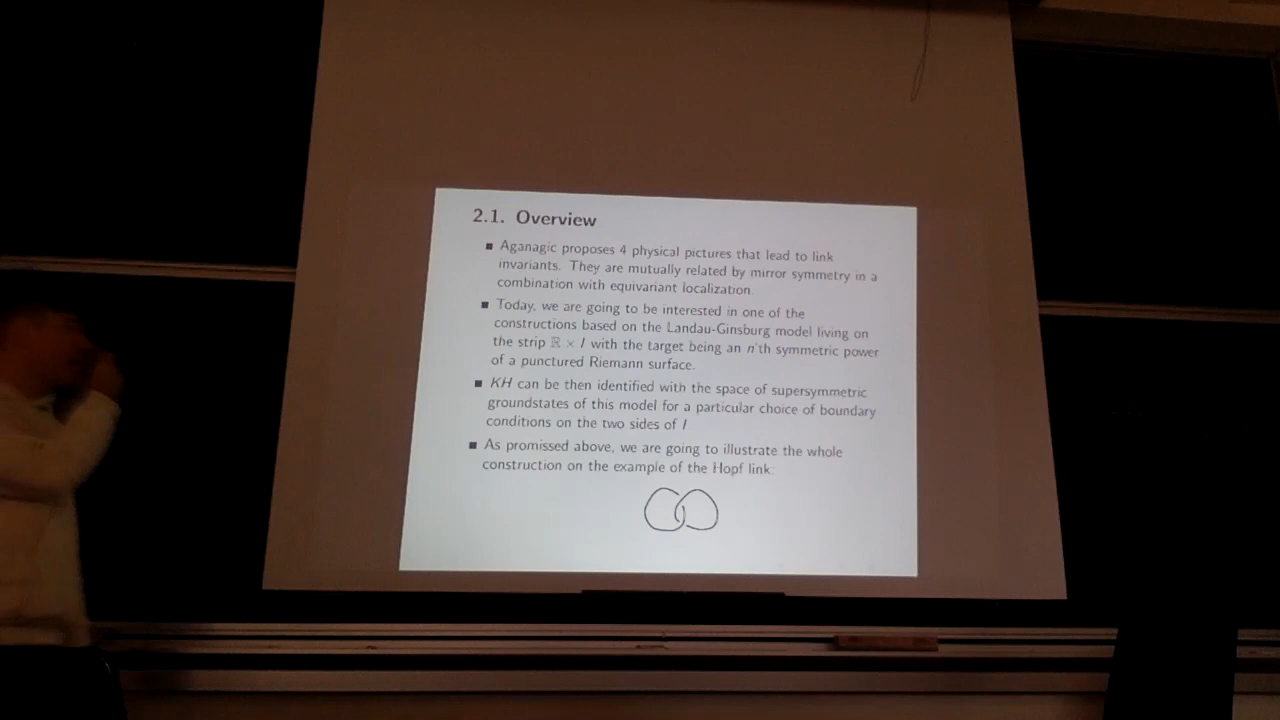 2.1. Overview
Aganagic proposes 4 physical pictures that lead to link
invariants. They are mutually related by mirror symmetry in a
combination with equivariant localization.
Today, we are going to be interested in one of the
constructions based on the Landau-Ginsburg model living on
the strip ℝ × I with the target being an n'th symmetric power
of a punctured Riemann surface.
KH can be then identified with the space of supersymmetric
groundstates of this model for a particular choice of boundary
conditions on the two sides of I
As promissed above, we are going to illustrate the whole
construction on the example of the Hopf link: